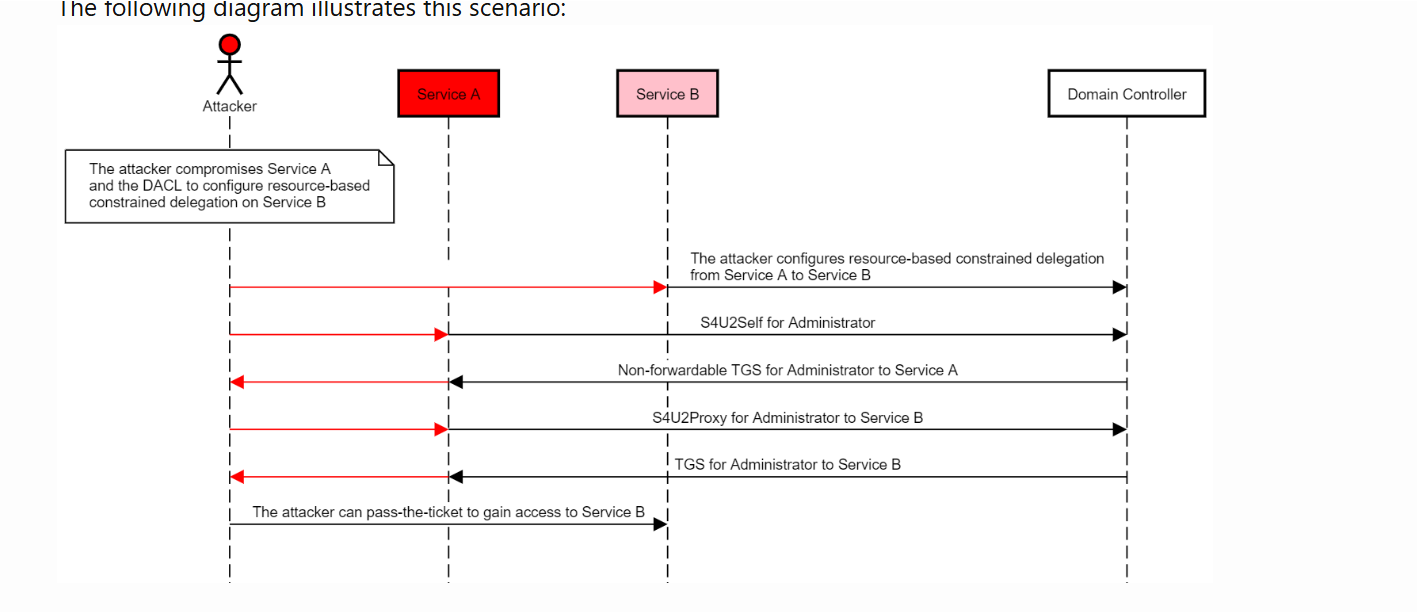 The following diagram illustrates this scenario:
Attacker
Service A
Service B
Domain Controller
The attacker compromises Service A
and the DACL to configure resource-based
constrained delegation on Service B
The attacker configures resource-based constrained delegation
from Service A to Service B
S4U2Self for Administrator
Non-forwardable TGS for Administrator to Service A
S4U2Proxy for Administrator to Service B
TGS for Administrator to Service B
The attacker can pass-the-ticket to gain access to Service B